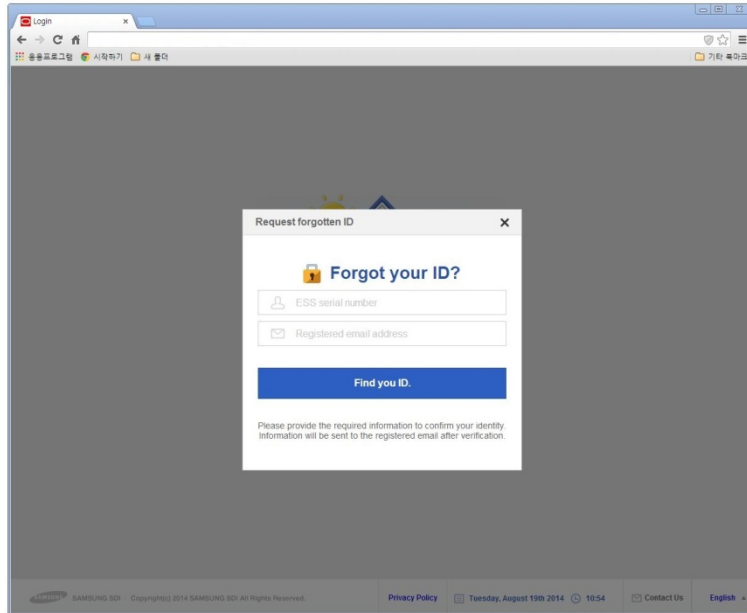 Login
응용프로그램 시작하기 새 폴더 기타 북마크
Request forgotten ID
Forgot your ID?
ESS serial number
Registered email address
Find you ID.
Please provide the required information to confirm your identity.
Information will be sent to the registered email after verification.
SAMSUNG SAMSUNG SDI Copyright(c) 2014 SAMSUNG SDI All Rights Reserved. Privacy Policy Tuesday, August 19th 2014 10:54 Contact Us English